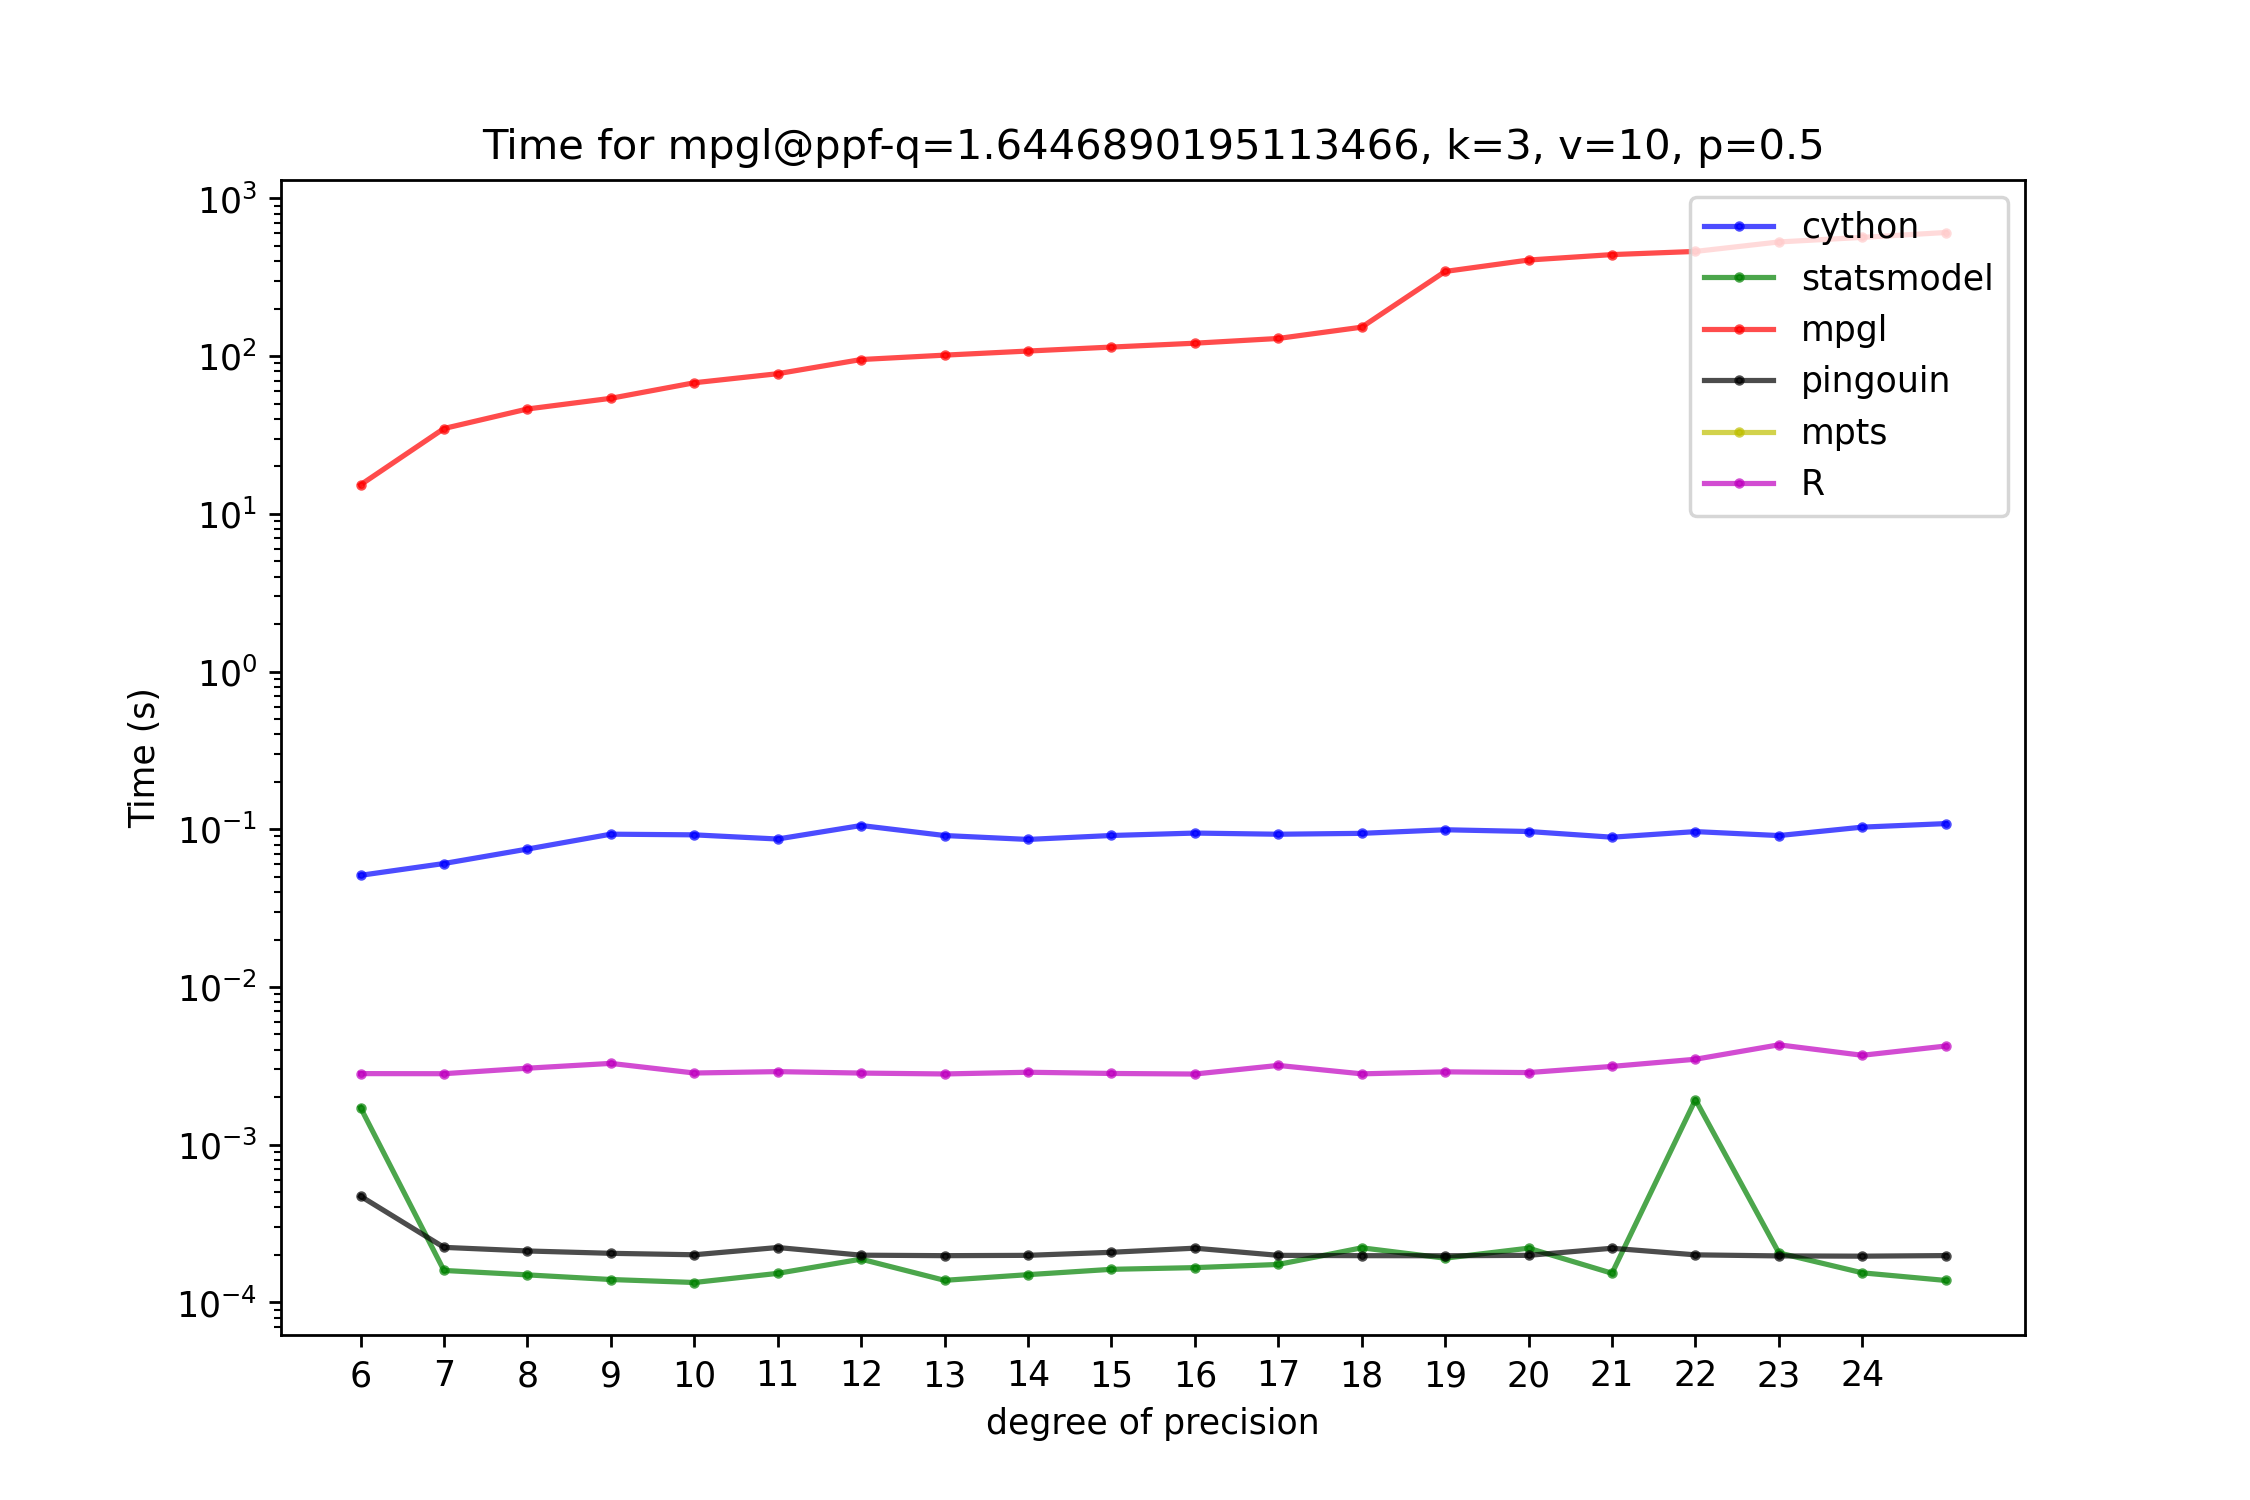 Time for mpgl@ppf-q=1.6446890195113466, k=3, v=10, p=0.5
10³
10²
10¹
10⁰
10⁻¹
10⁻²
10⁻³
10⁻⁴
Time (s)
cython
statsmodel
mpgl
pingouin
mpts
R
6 7 8 9 10 11 12 13 14 15 16 17 18 19 20 21 22 23 24
degree of precision